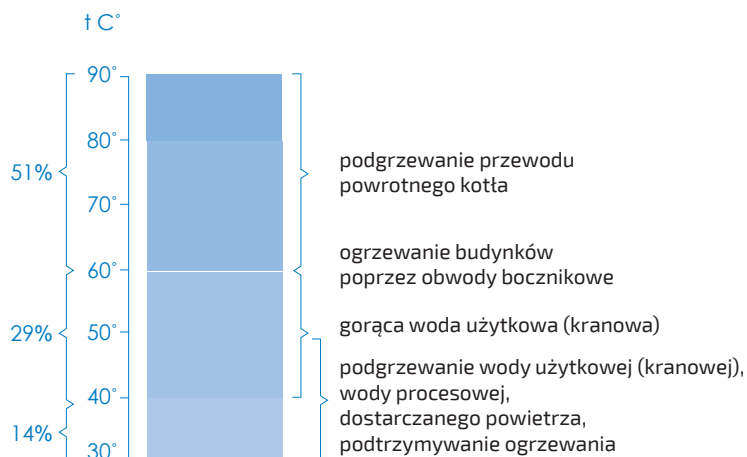 t C°
90°
80°
51%
podgrzewanie przewodu
powrotnego kotła
70°
60°
ogrzewanie budynków
poprzez obwody bocznikowe
29%
50°
gorąca woda użytkowa (kranowa)
podgrzewanie wody użytkowej (kranowej),
wody procesowej,
dostarczanego powietrza,
podtrzymywanie ogrzewania
40°
14%
30°